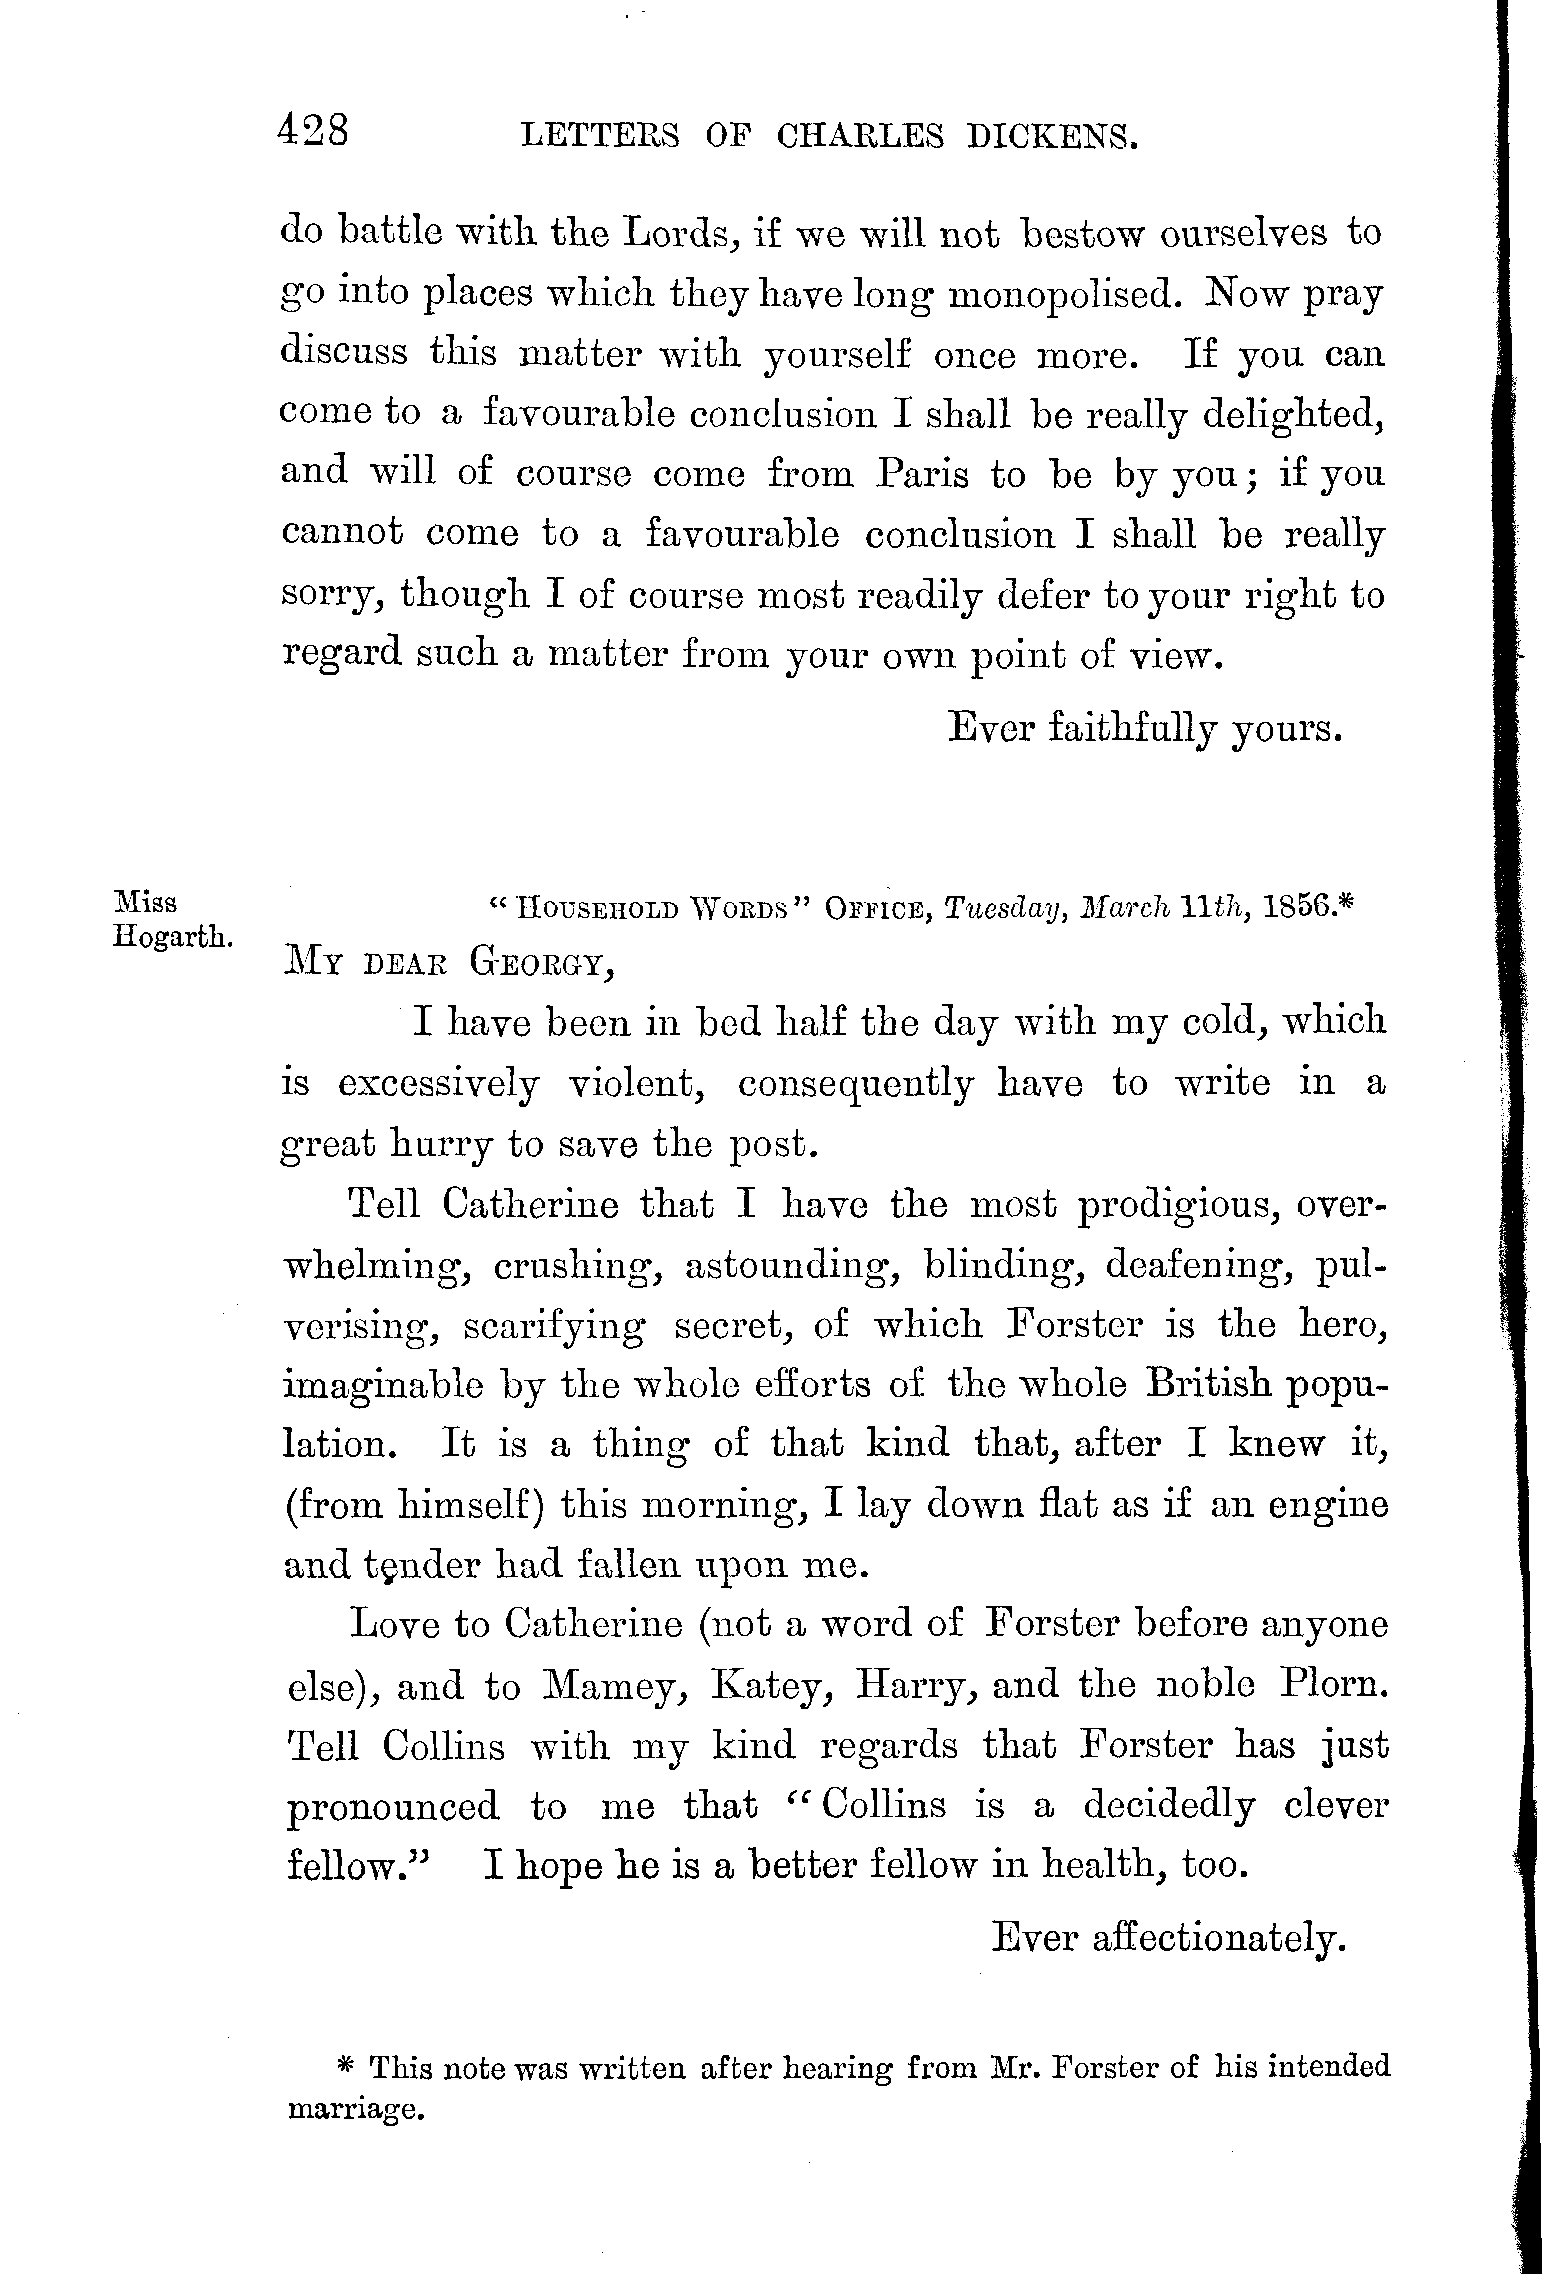 428 LETTERS OF CHARLES DICKENS.
do battle with the Lords, if we will not bestow ourselves to
go into places which they have long monopolised. Now pray
discuss this matter with yourself once more. If you can
come to a favourable conclusion I shall be really delighted,
and will of course come from Paris to be by you; if you
cannot come to a favourable conclusion I shall be really
sorry, though I of course most readily defer to your right to
regard such a matter from your own point of view.
Ever faithfully yours.
Miss
Hogarth.
“HOUSEHOLD WORDS” OFFICE, Tuesday, March 11th, 1856.*
MY DEAR GEORGY,
I have been in bed half the day with my cold, which
is excessively violent, consequently have to write in a
great hurry to save the post.
Tell Catherine that I have the most prodigious, over-
whelming, crushing, astounding, blinding, deafening, pul-
verising, scarifying secret, of which Forster is the hero,
imaginable by the whole efforts of the whole British popu-
lation. It is a thing of that kind that, after I knew it,
(from himself) this morning, I lay down flat as if an engine
and tender had fallen upon me.
Love to Catherine (not a word of Forster before anyone
else), and to Mamey, Katey, Harry, and the noble Plorn.
Tell Collins with my kind regards that Forster has just
pronounced to me that “Collins is a decidedly clever
fellow.” I hope he is a better fellow in health, too.
Ever affectionately.
* This note was written after hearing from Mr. Forster of his intended
marriage.